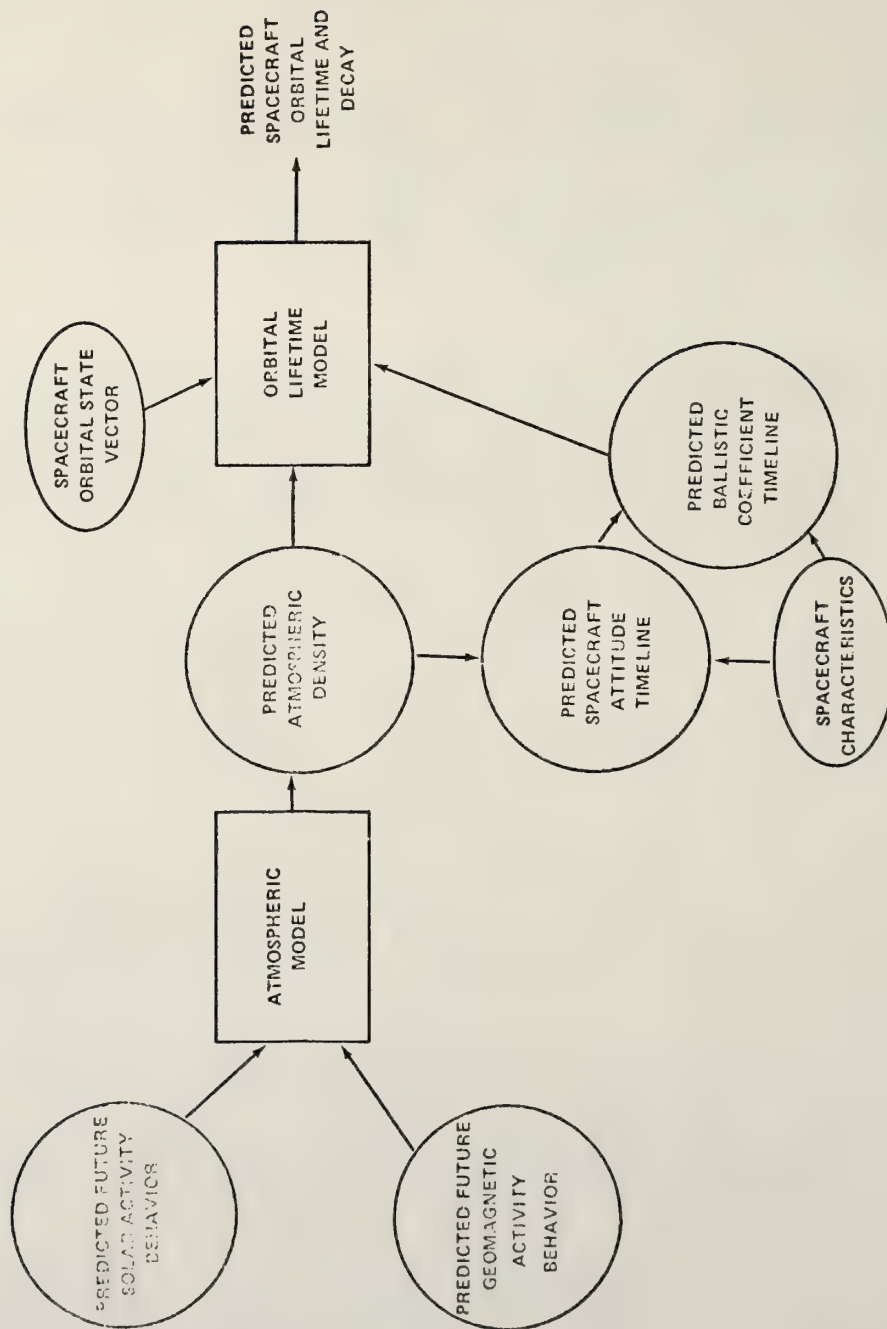 PREDICTED FUTURE
SOLAR ACTIVITY
BEHAVIOR
PREDICTED FUTURE
GEOMAGNETIC
ACTIVITY
BEHAVIOR
ATMOSPHERIC
MODEL
PREDICTED
ATMOSPHERIC
DENSITY
PREDICTED
SPACECRAFT
ATTITUDE
TIMELINE
SPACECRAFT
CHARACTERISTICS
PREDICTED
BALLISTIC
COEFFICIENT
TIMELINE
SPACECRAFT
ORBITAL STATE
VECTOR
ORBITAL
LIFETIME
MODEL
PREDICTED
SPACECRAFT
ORBITAL
LIFETIME AND
DECAY